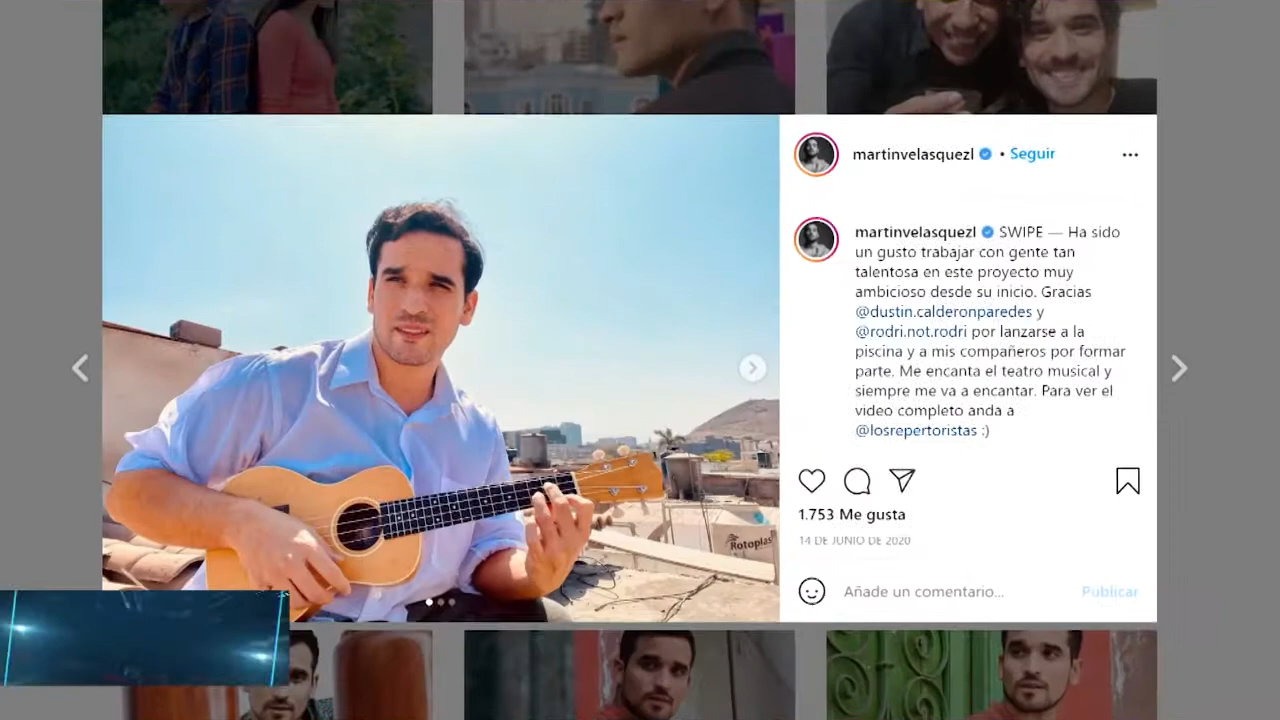 martinvelasquezl • Seguir
martinvelasquezl SWIPE — Ha sido
un gusto trabajar con gente tan
talentosa en este proyecto muy
ambicioso desde su inicio. Gracias
@dustin.calderonparedes y
@rodri.not.rodri por lanzarse a la
piscina y a mis compañeros por formar
parte. Me encanta el teatro musical y
siempre me va a encantar. Para ver el
video completo anda a
@losrepertoristas :)
1.753 Me gusta
14 DE JUNIO DE 2020
Rotoplas
Añade un comentario... Publicar